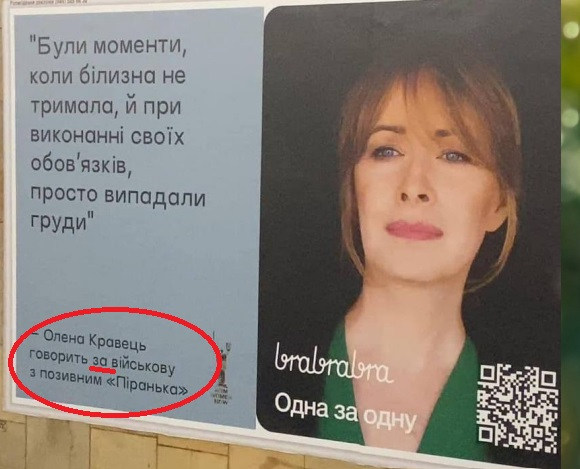 "Були моменти,
коли білизна не
тримала, й при
виконанні своїх
обов'язків,
просто випадали
груди"
– Олена Кравець
говорить за військову
з позивним «Піранька»
brabrabra
Одна за одну